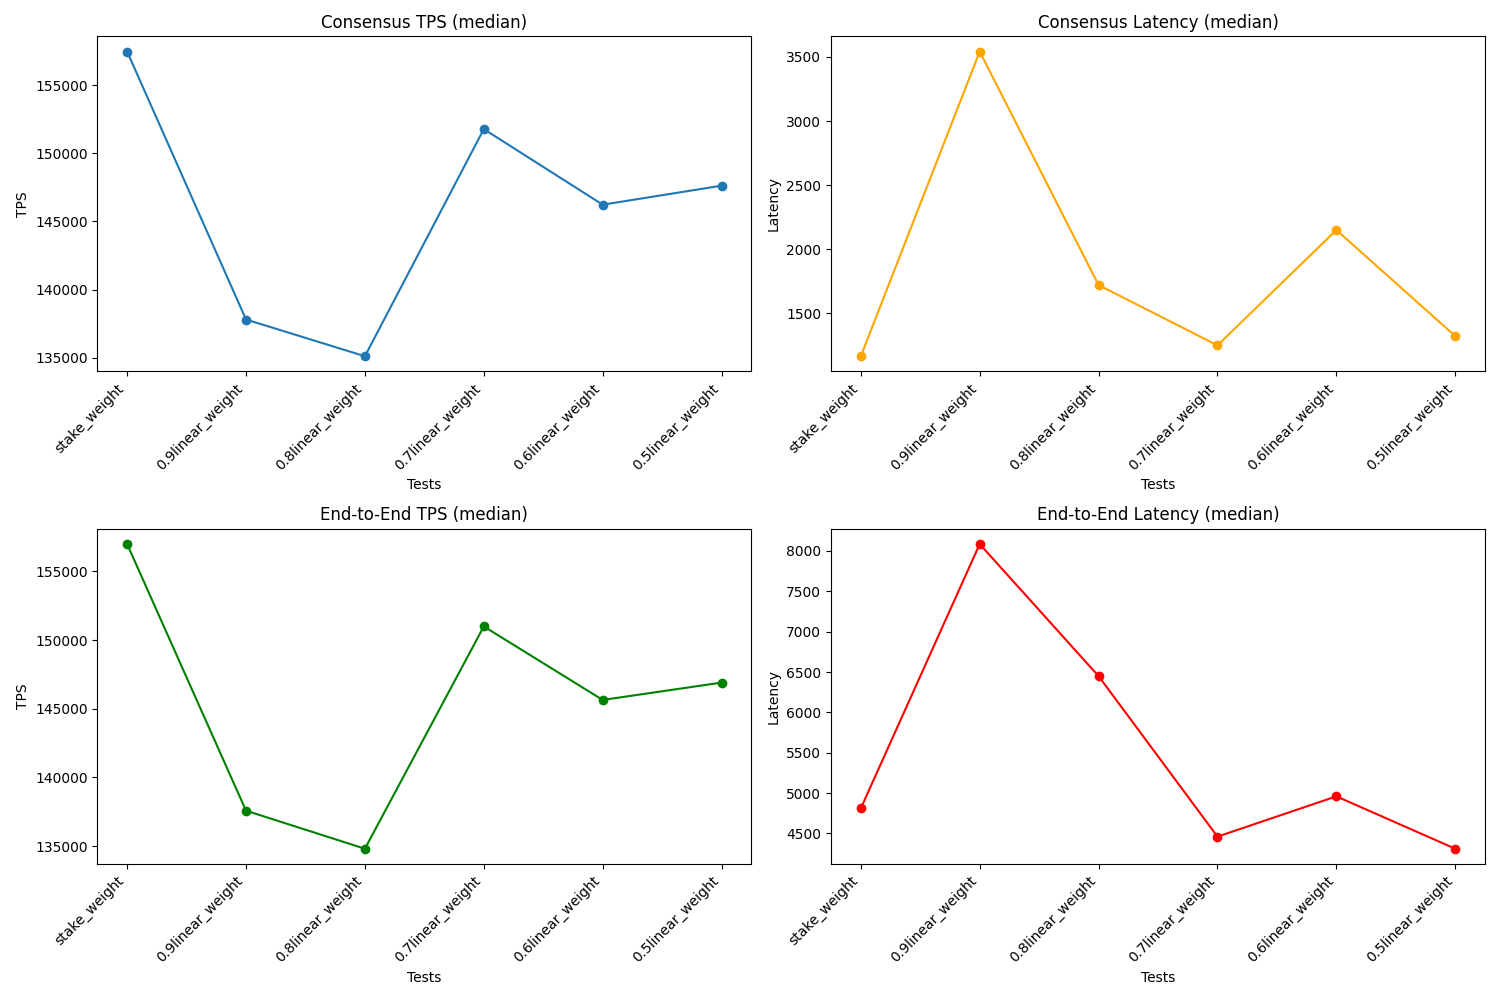 Consensus TPS (median)
TPS
155000
150000
145000
140000
135000
stake_weight
0.9linear_weight
0.8linear_weight
0.7linear_weight
0.6linear_weight
0.5linear_weight
Tests
Consensus Latency (median)
Latency
3500
3000
2500
2000
1500
stake_weight
0.9linear_weight
0.8linear_weight
0.7linear_weight
0.6linear_weight
0.5linear_weight
Tests
End-to-End TPS (median)
TPS
155000
150000
145000
140000
135000
stake_weight
0.9linear_weight
0.8linear_weight
0.7linear_weight
0.6linear_weight
0.5linear_weight
Tests
End-to-End Latency (median)
Latency
8000
7500
7000
6500
6000
5500
5000
4500
stake_weight
0.9linear_weight
0.8linear_weight
0.7linear_weight
0.6linear_weight
0.5linear_weight
Tests